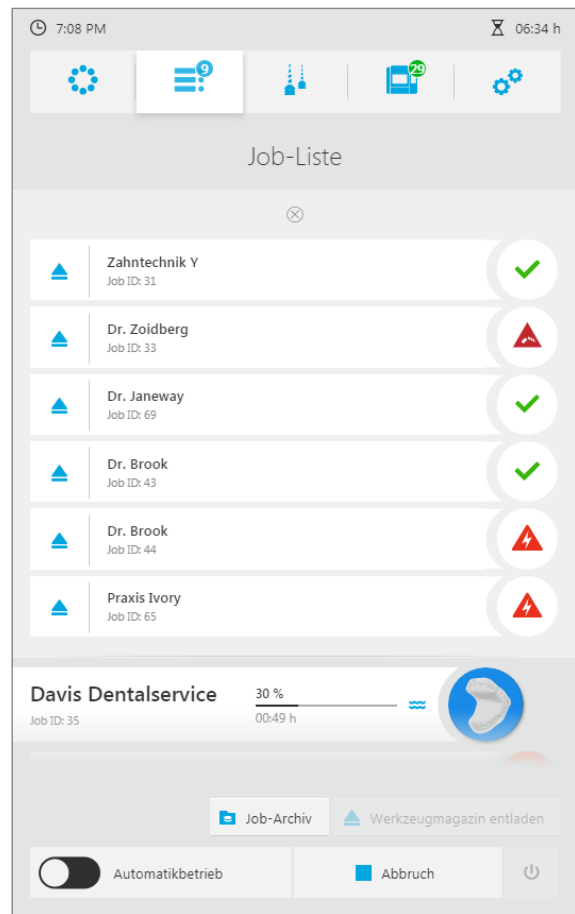 7:08 PM
06:34 h
9
29
Job-Liste
Zahntechnik Y
Job ID: 31
Dr. Zoidberg
Job ID: 33
Dr. Janeway
Job ID: 69
Dr. Brook
Job ID: 43
Dr. Brook
Job ID: 44
Praxis Ivory
Job ID: 65
Davis Dentalservice
Job ID: 35
30 %
00:49 h
Job-Archiv
Werkzeugmagazin entladen
Automatikbetrieb
Abbruch